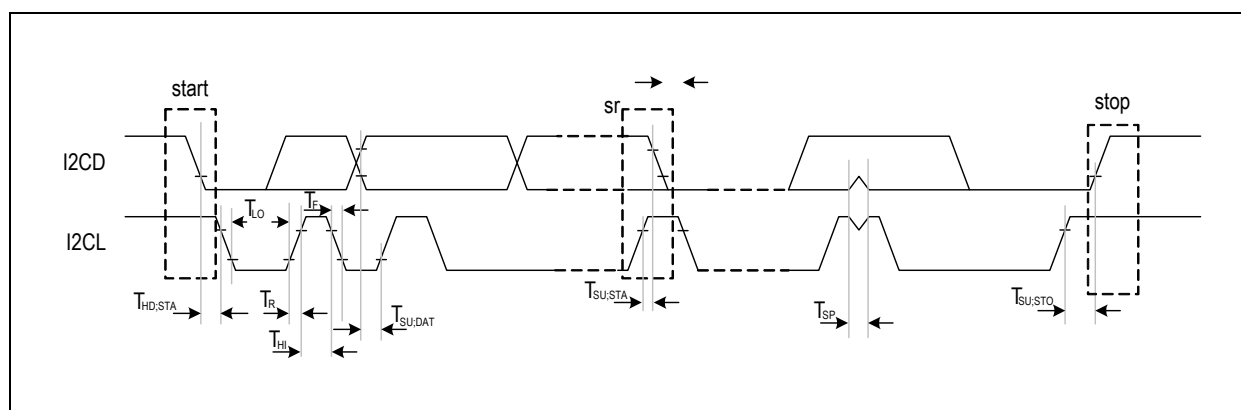 start
sr
stop
I2CD
I2CL
TLO
TF
THD;STA
TR
THI
TSU;DAT
TSU;STA
TSP
TSU;STO